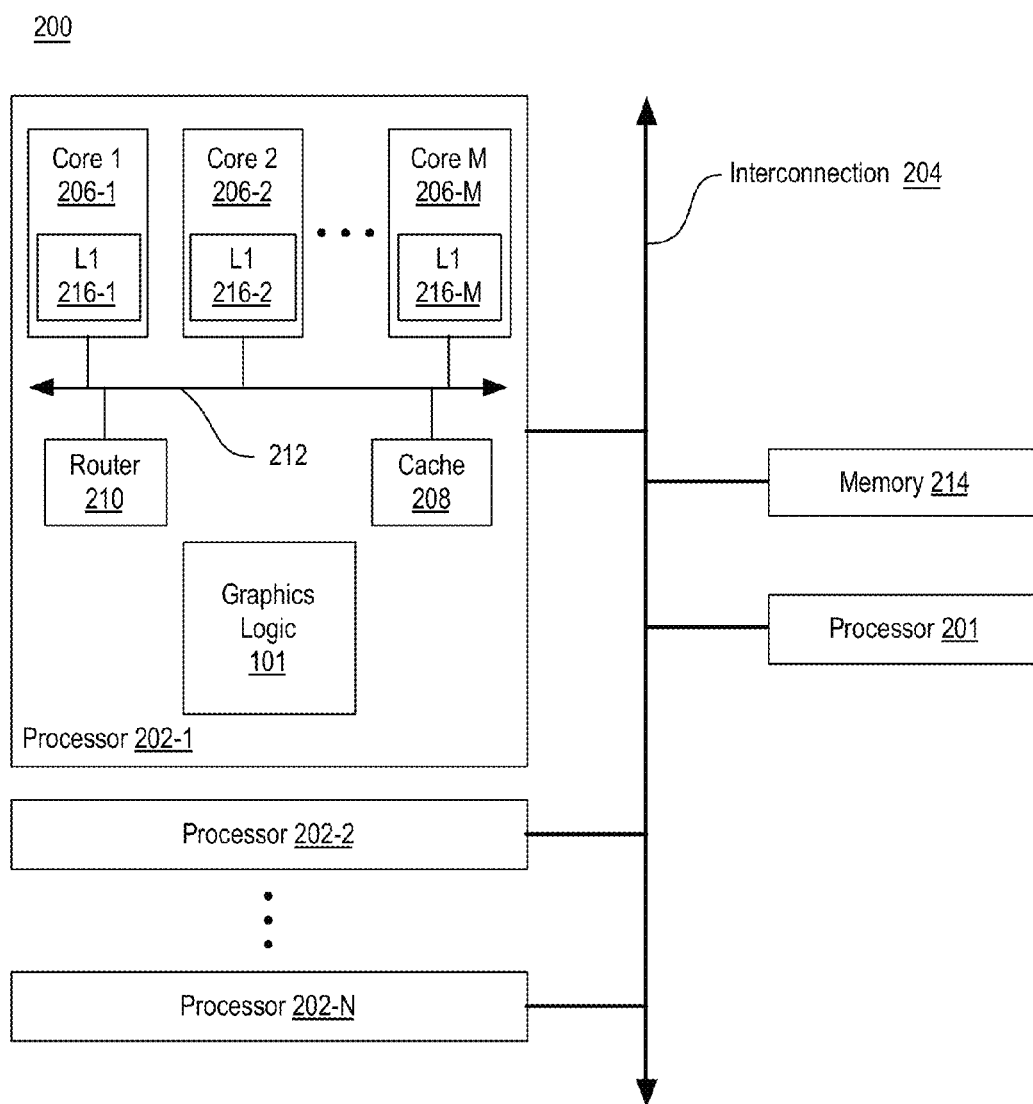 200
Core 1
206-1
L1
216-1
Core 2
206-2
L1
216-2
Core M
206-M
L1
216-M
Interconnection 204
212
Router
210
Cache
208
Graphics
Logic
101
Processor 202-1
Memory 214
Processor 201
Processor 202-2
Processor 202-N